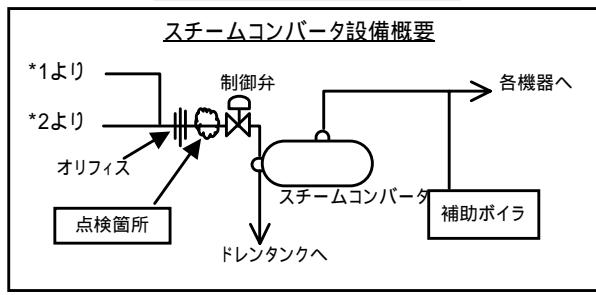 スチームコンバータ設備概要
*1より
制御弁
各機器へ
*2より
オリフィス
スチームコンバータ
点検箇所
補助ボイラ
ドレンタンクへ